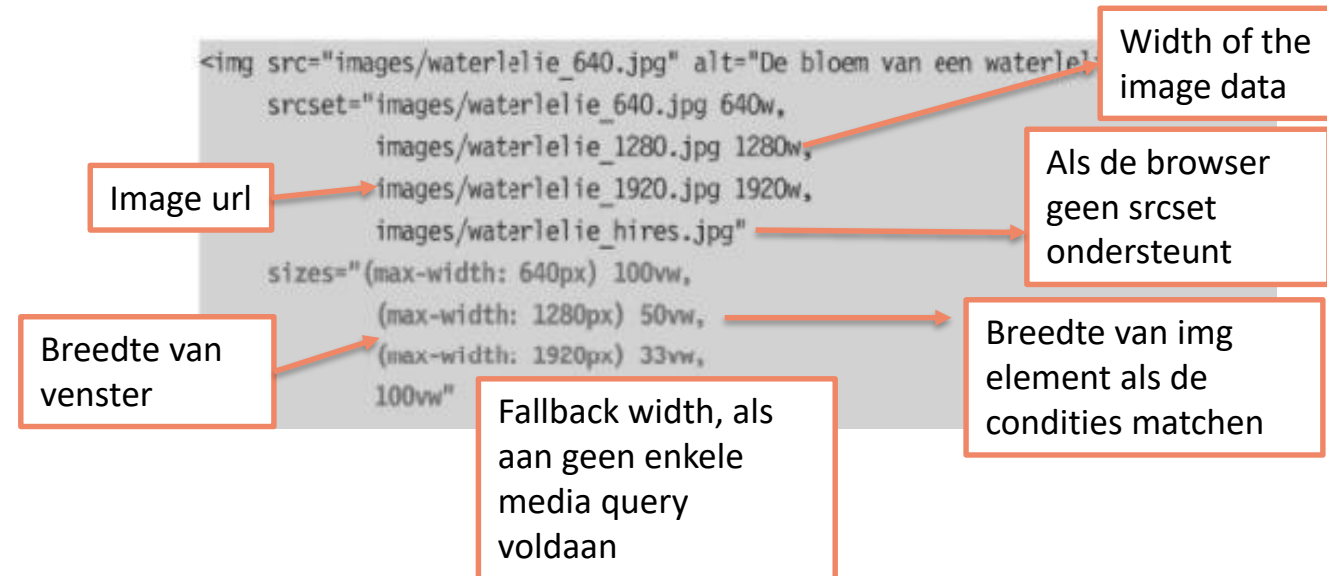 <img src="images/waterlelie_640.jpg" alt="De bloem van een waterlel
srcset="images/waterlelie_640.jpg 640w,
images/waterlelie_1280.jpg 1280w,
images/waterlelie_1920.jpg 1920w,
images/waterlelie_hires.jpg"
sizes="(max-width: 640px) 100vw,
(max-width: 1280px) 50vw,
(max-width: 1920px) 33vw,
100vw"
Width of the
image data
Image url
Als de browser
geen srcset
ondersteunt
Breedte van
venster
Breedte van img
element als de
condities matchen
Fallback width, als
aan geen enkele
media query
voldaan